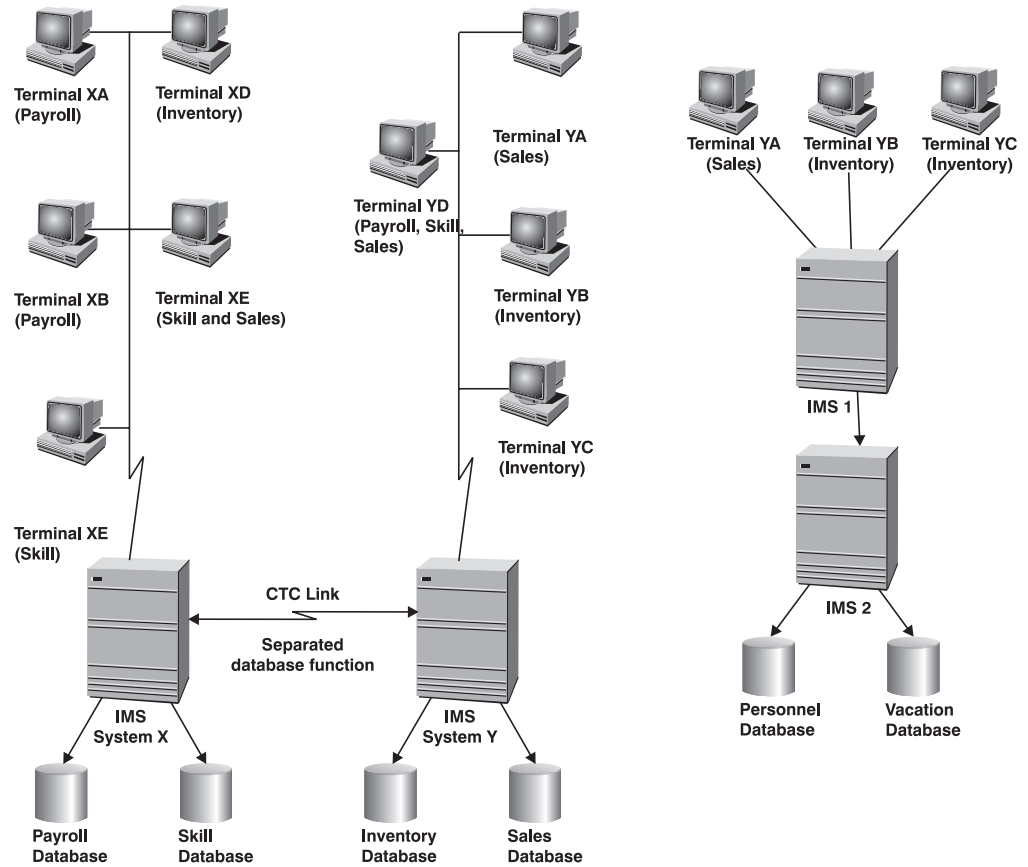 Terminal XA
(Payroll)
Terminal XD
(Inventory)
Terminal XB
(Payroll)
Terminal XE
(Skill and Sales)
Terminal XE
(Skill)
Terminal YA
(Sales)
Terminal YD
(Payroll, Skill,
Sales)
Terminal YB
(Inventory)
Terminal YC
(Inventory)
CTC Link
Separated
database function
IMS
System X
IMS
System Y
Payroll
Database
Skill
Database
Inventory
Database
Sales
Database
Terminal YA
(Sales)
Terminal YB
(Inventory)
Terminal YC
(Inventory)
IMS 1
IMS 2
Personnel
Database
Vacation
Database